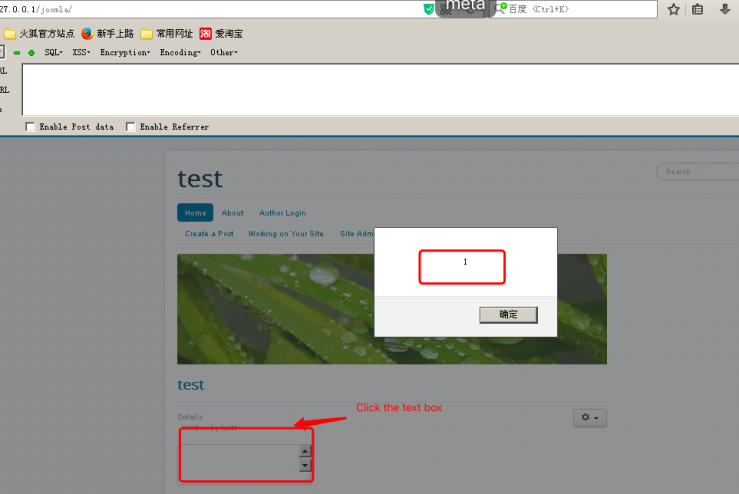 27.0.0.1/joomla/
meta
百度 <Ctrl+K>
火狐官方站点 新手上路 常用网址 淘 爱淘宝
SQL▾ XSS▾ Encryption▾ Encoding▾ Other▾
RL
RL
Enable Post data Enable Referrer
test
Search ...
Home About Author Login
Create a Post Working on Your Site Site Adm
1
确定
test
Click the text box
Details
Written by test